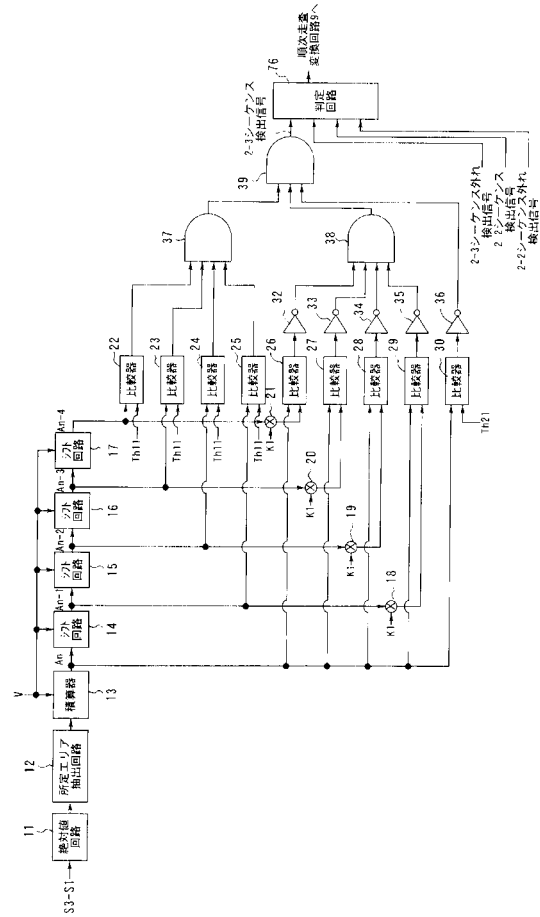 S3-S1
11
絶対値
回路
12
所定エリア
抽出回路
V
積算器
13
An
シフト
回路
14
An-1
シフト
回路
15
An-2
シフト
回路
16
An-3
シフト
回路
17
An-4
22
比較器
Th11
23
比較器
Th11
24
比較器
Th11
25
比較器
Th11
K1
21
K1
20
K1
19
K1
18
26
比較器
27
比較器
28
比較器
29
比較器
30
比較器
Th21
32
33
34
35
36
37
38
39
2-3シーケンス
検出信号
76
判定
回路
順次走査
変換回路9へ
2-3シーケンス外れ
検出信号
2-2シーケンス
検出信号
2-2シーケンス外れ
検出信号